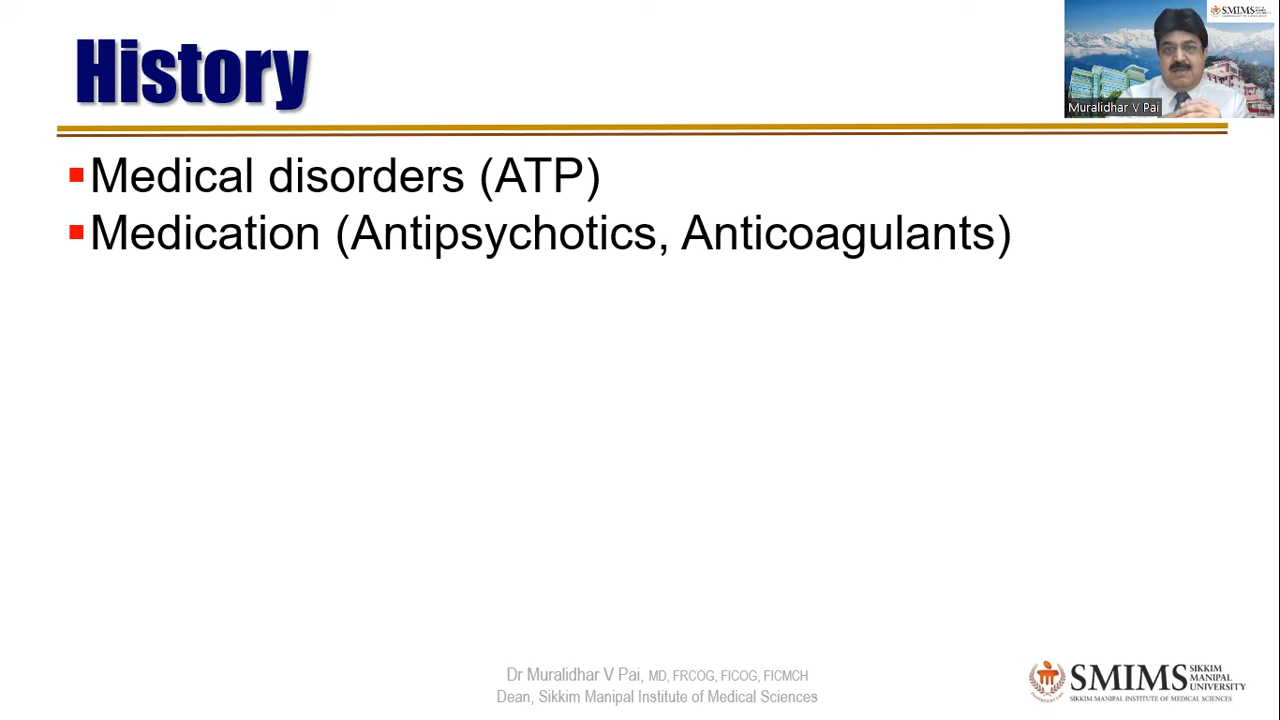 History
SMIMS
Muralidhar V Pai
Medical disorders (ATP)
Medication (Antipsychotics, Anticoagulants)
Dr Muralidhar V Pai, MD, FRCOG, FICOG, FICMCH
Dean, Sikkim Manipal Institute of Medical Sciences
SMIMS SIKKIM
MANIPAL
UNIVERSITY
SIKKIM MANIPAL INSTITUTE OF MEDICAL SCIENCES